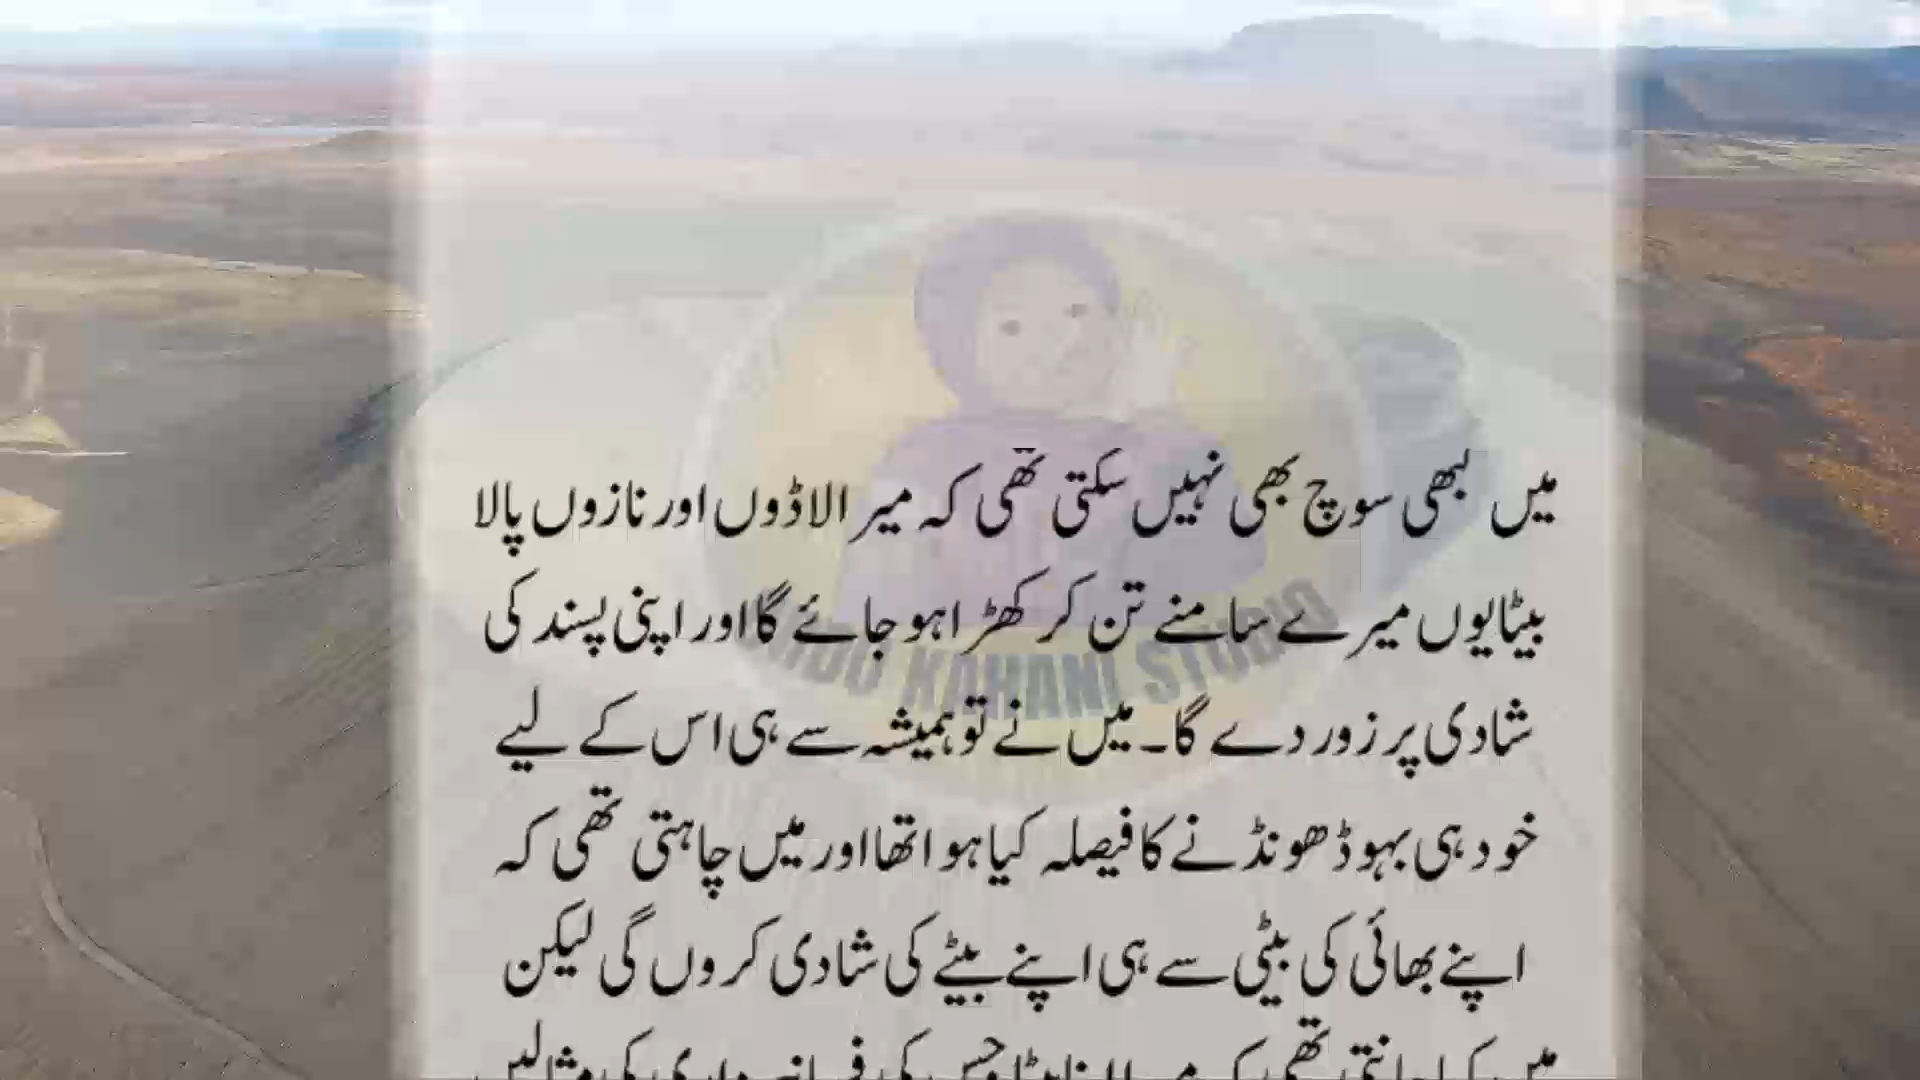 میں کبھی سوچ بھی نہیں سکتی تھی کہ میرا لاڈوں اور نازوں پالا
بیٹا یوں میرے سامنے تن کر کھڑا ہو جائے گا اور اپنی پسند کی
شادی پر زور دے گا۔ میں نے تو ہمیشہ سے ہی اس کے لیے
خود ہی بہو ڈھونڈنے کا فیصلہ کیا ہوا تھا اور میں چاہتی تھی کہ
اپنے بھائی کی بیٹی سے ہی اپنے بیٹے کی شادی کروں گی لیکن
KAHANI STUDIO